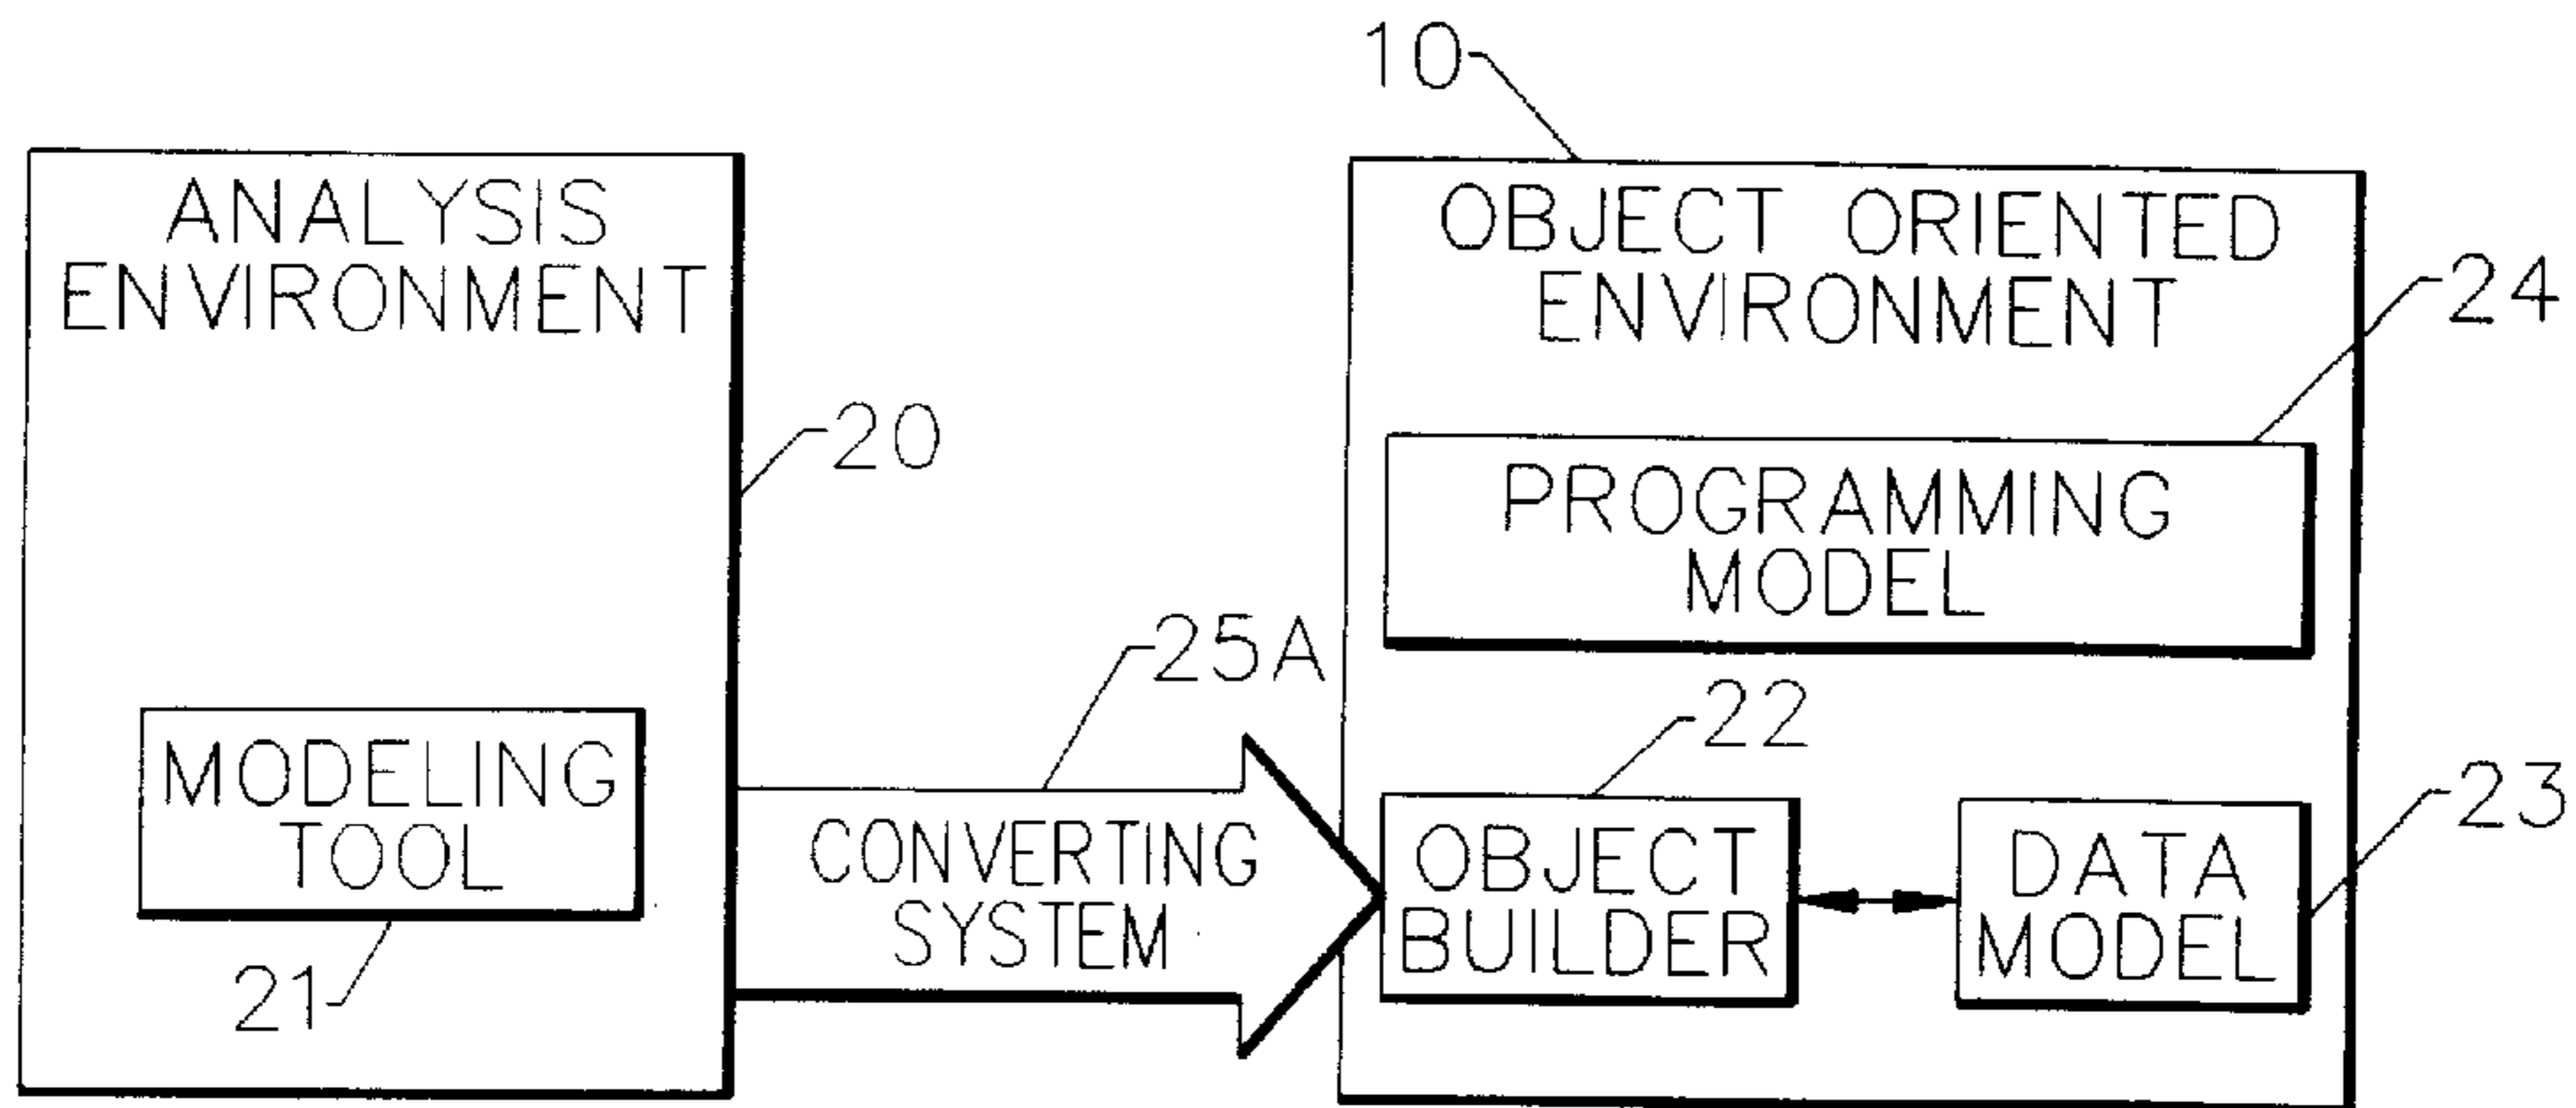 10
ANALYSIS
ENVIRONMENT
20
MODELING
TOOL
21
25A
CONVERTING
SYSTEM
OBJECT ORIENTED
ENVIRONMENT
24
PROGRAMMING
MODEL
22
OBJECT
BUILDER
23
DATA
MODEL